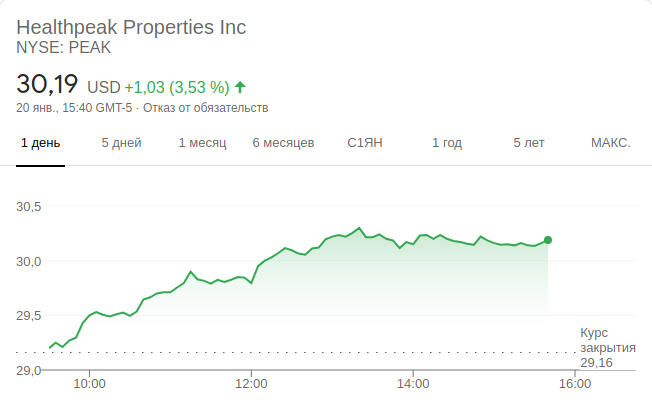 Healthpeak Properties Inc
NYSE: PEAK
30,19 USD +1,03 (3,53 %)
20 янв., 15:40 GMT-5 · Отказ от обязательств
1 день 5 дней 1 месяц 6 месяцев С1ЯН 1 год 5 лет МАКС.
30,5
30,0
29,5
Курс
закрытия
29,16
29,0
10:00 12:00 14:00 16:00